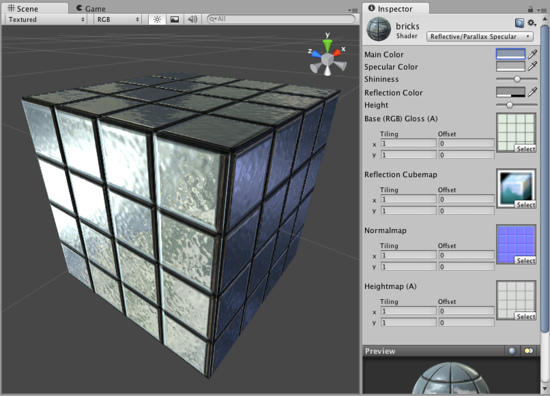 Scene
Game
Textured
RGB
All
y
x
z
Inspector
bricks
Shader
Reflective/Parallax Specular
Main Color
Specular Color
Shininess
Reflection Color
Height
Base (RGB) Gloss (A)
Tiling Offset
x 1 0
y 1 0
Select
Reflection Cubemap
Tiling Offset
x 1 0
y 1 0
Select
Normalmap
Tiling Offset
x 1 0
y 1 0
Select
Heightmap (A)
Tiling Offset
x 1 0
y 1 0
Select
Preview